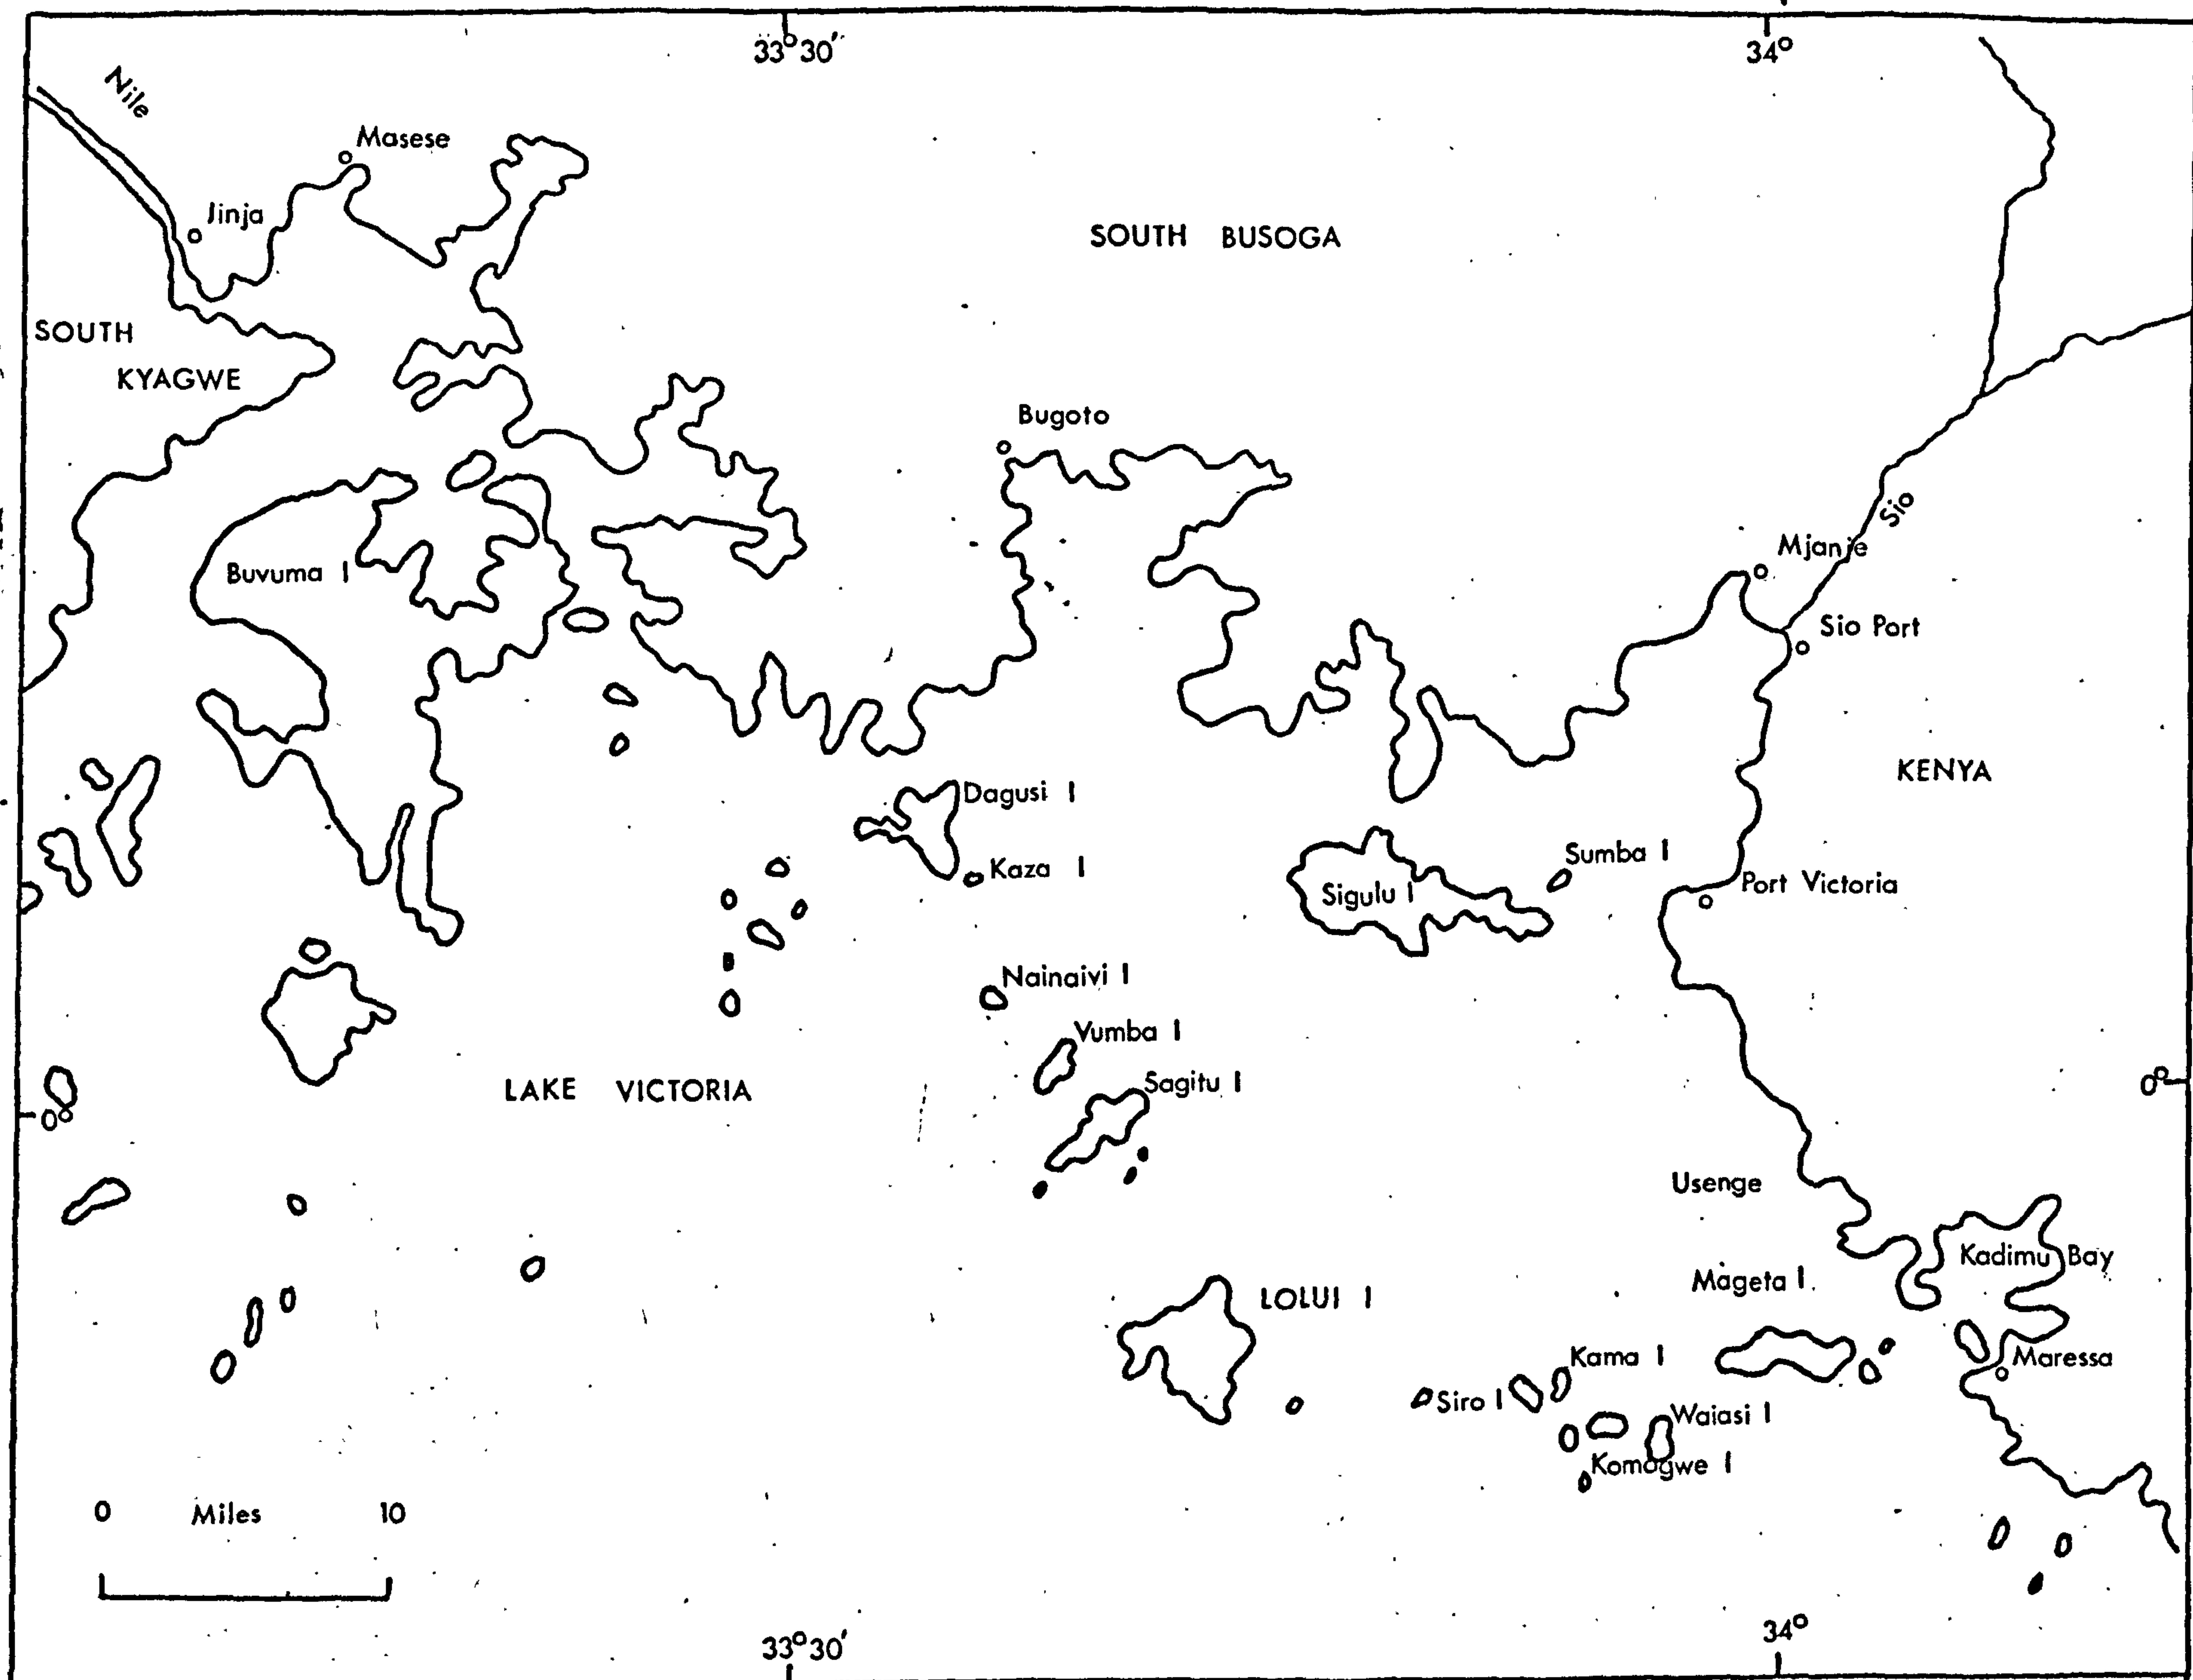 33°30'
34°
Nile
Masese
Jinja
SOUTH BUSOGA
SOUTH
KYAGWE
Bugoto
Sio
Mjanje
Buvuma I
Sio Port
KENYA
Dagusi I
Sumba I
Kaza I
Sigulu I
Port Victoria
Nainaivi I
Vumba I
Sagitu I
LAKE VICTORIA
0°
0°
Usenge
Kadimu Bay
Mageta I
LOLUI I
Kama I
Maressa
Siro I
Waiasi I
Komogwe I
0 Miles 10
33°30'
34°